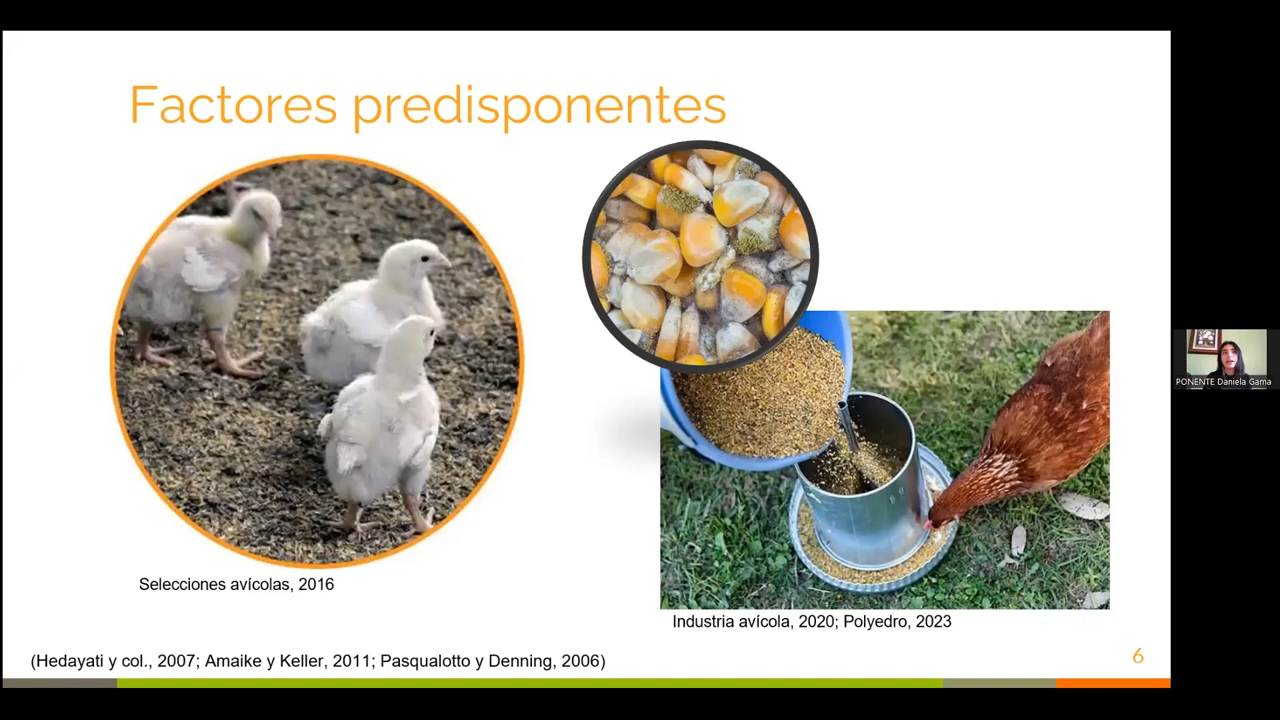 Factores predisponentes
Selecciones avícolas, 2016
Industria avícola, 2020; Polyedro, 2023
(Hedayati y col., 2007; Amaike y Keller, 2011; Pasqualotto y Denning, 2006)
6
PONENTE Daniela Gama